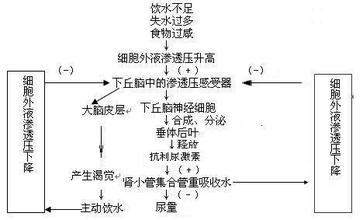 饮水不足
失水过多
食物过咸
细胞外液渗透压升高
(－)
(＋)
(－)
下丘脑中的渗透压感受器
大脑皮层
下丘脑神经细胞
合成、分泌
垂体后叶
释放
抗利尿激素
(＋)
产生渴觉
肾小管集合管重吸收水
(－)
主动饮水
尿量
细胞外液渗透压下降
细胞外液渗透压下降